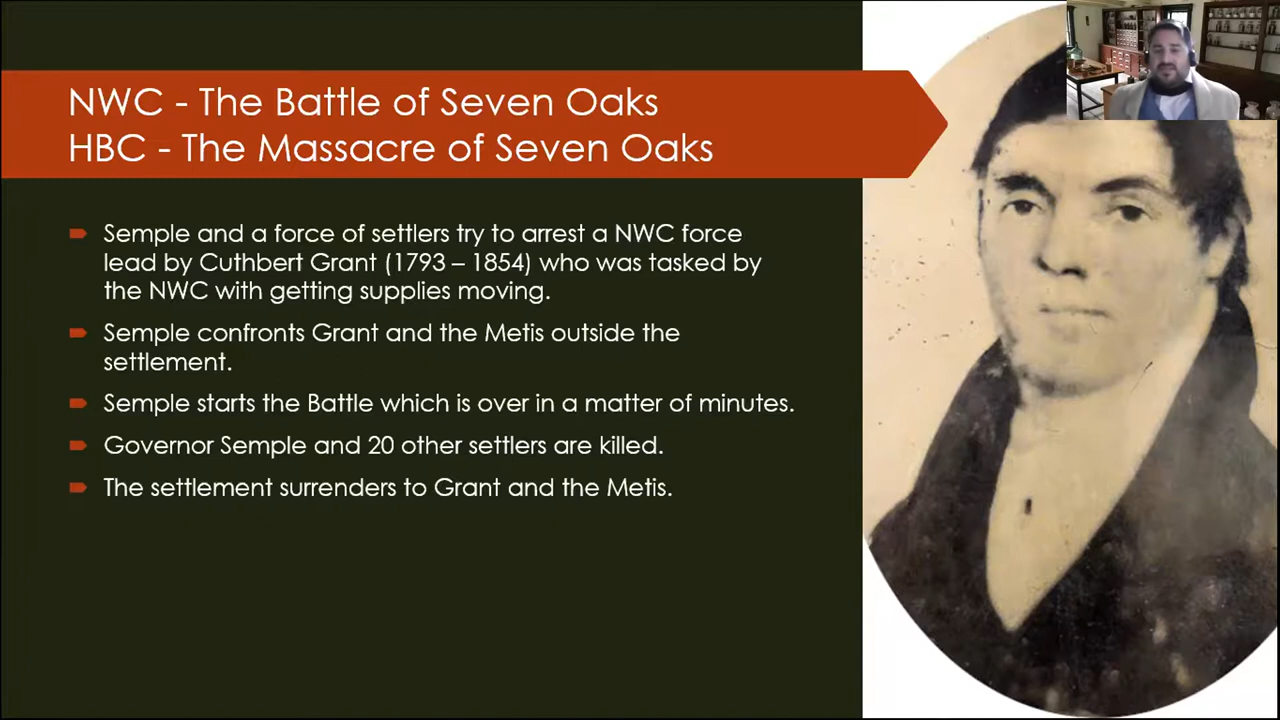 NWC - The Battle of Seven Oaks
HBC - The Massacre of Seven Oaks
Semple and a force of settlers try to arrest a NWC force
lead by Cuthbert Grant (1793 – 1854) who was tasked by
the NWC with getting supplies moving.
Semple confronts Grant and the Metis outside the
settlement.
Semple starts the Battle which is over in a matter of minutes.
Governor Semple and 20 other settlers are killed.
The settlement surrenders to Grant and the Metis.